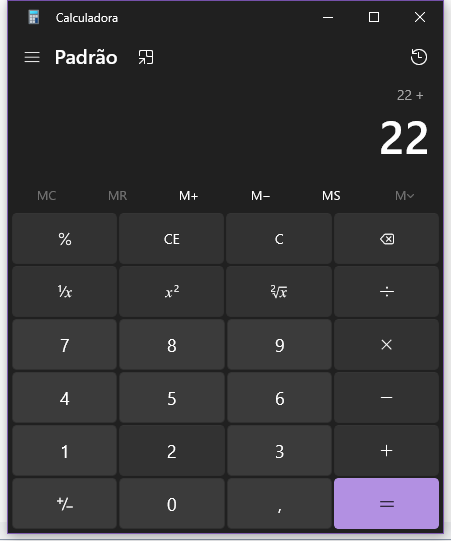 Calculadora
Padrão
22 +
22
MC MR M+ M− MS M
% CE C
¹/x x² ²√x ÷
7 8 9 ×
4 5 6 −
1 2 3 +
+/− 0 , =